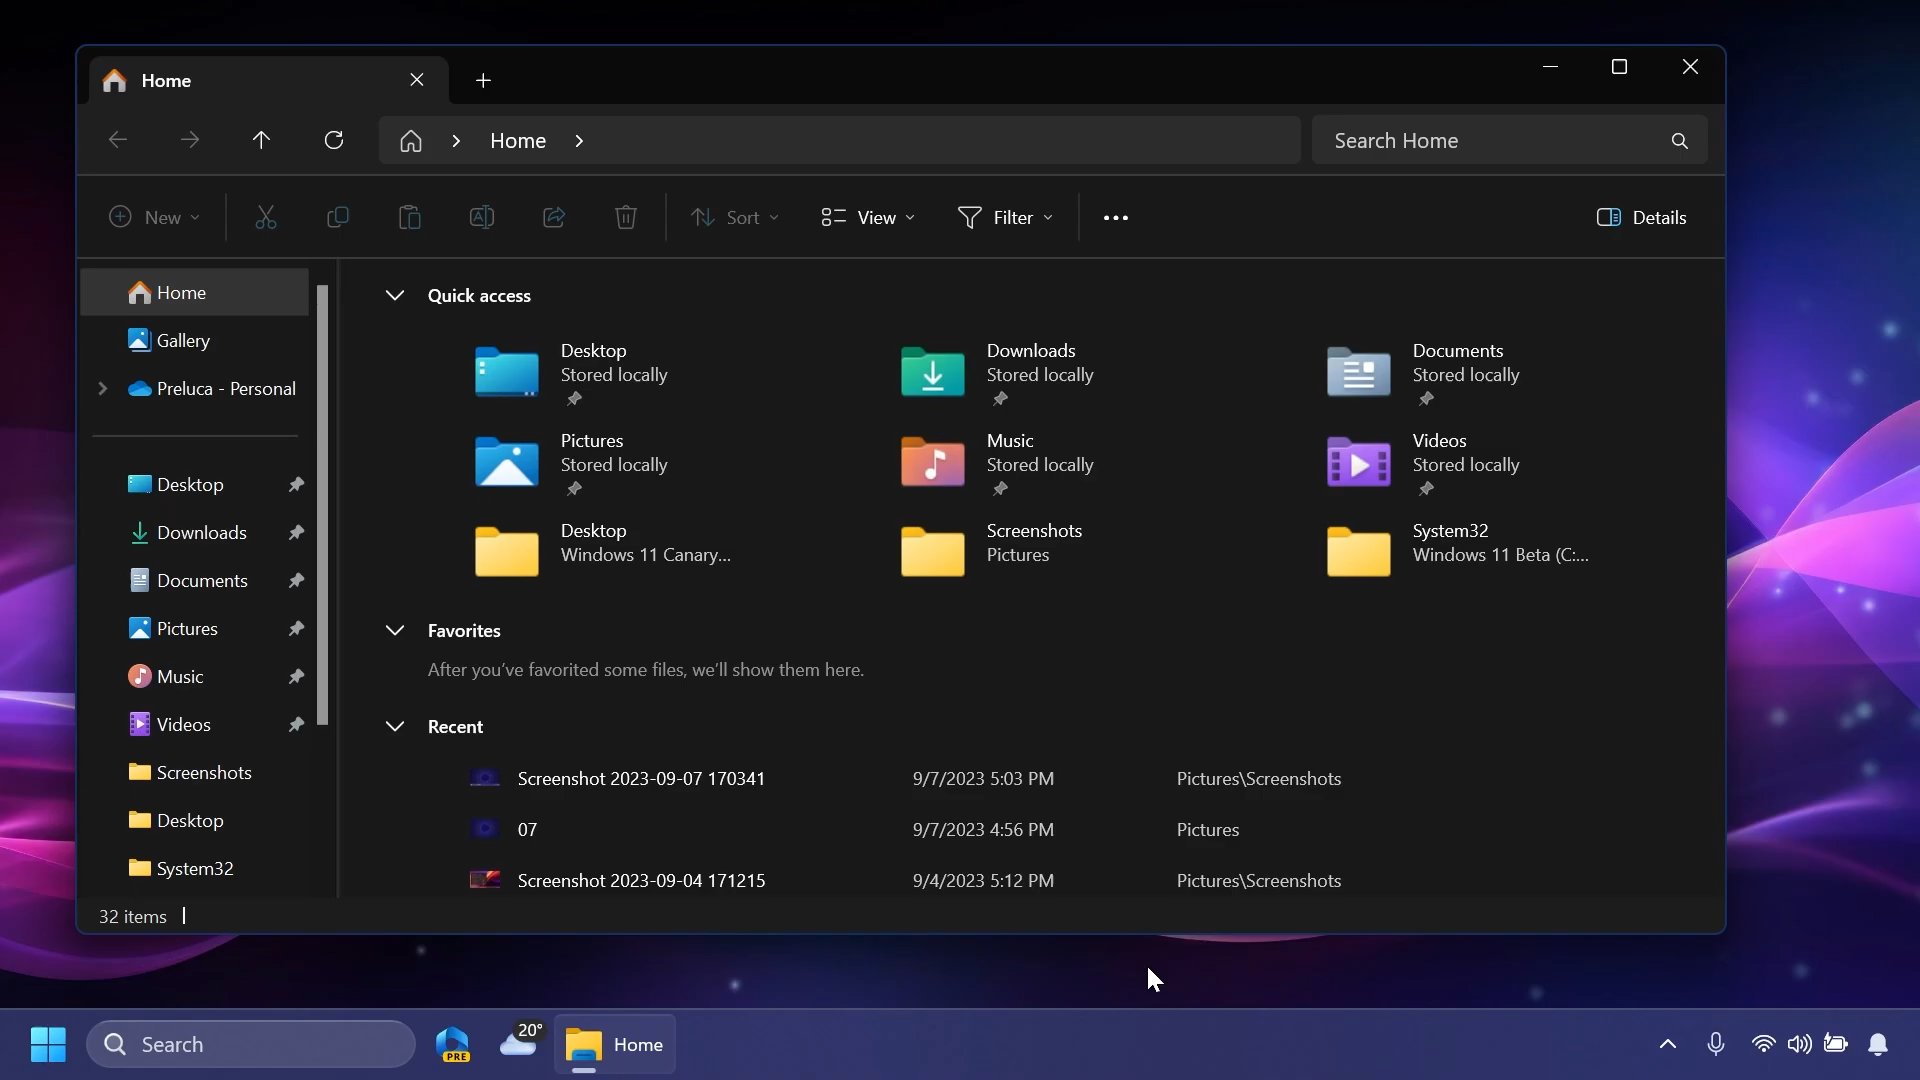 Home
Home
Search Home
New
Sort
View
Filter
Details
Home
Gallery
Preluca - Personal
Desktop
Downloads
Documents
Pictures
Music
Videos
Screenshots
Desktop
System32
Quick access
Desktop
Stored locally
Downloads
Stored locally
Documents
Stored locally
Pictures
Stored locally
Music
Stored locally
Videos
Stored locally
Desktop
Windows 11 Canary...
Screenshots
Pictures
System32
Windows 11 Beta (C:...
Favorites
After you've favorited some files, we'll show them here.
Recent
Screenshot 2023-09-07 170341 9/7/2023 5:03 PM Pictures\Screenshots
07 9/7/2023 4:56 PM Pictures
Screenshot 2023-09-04 171215 9/4/2023 5:12 PM Pictures\Screenshots
32 items
Search
PRE
20°
Home